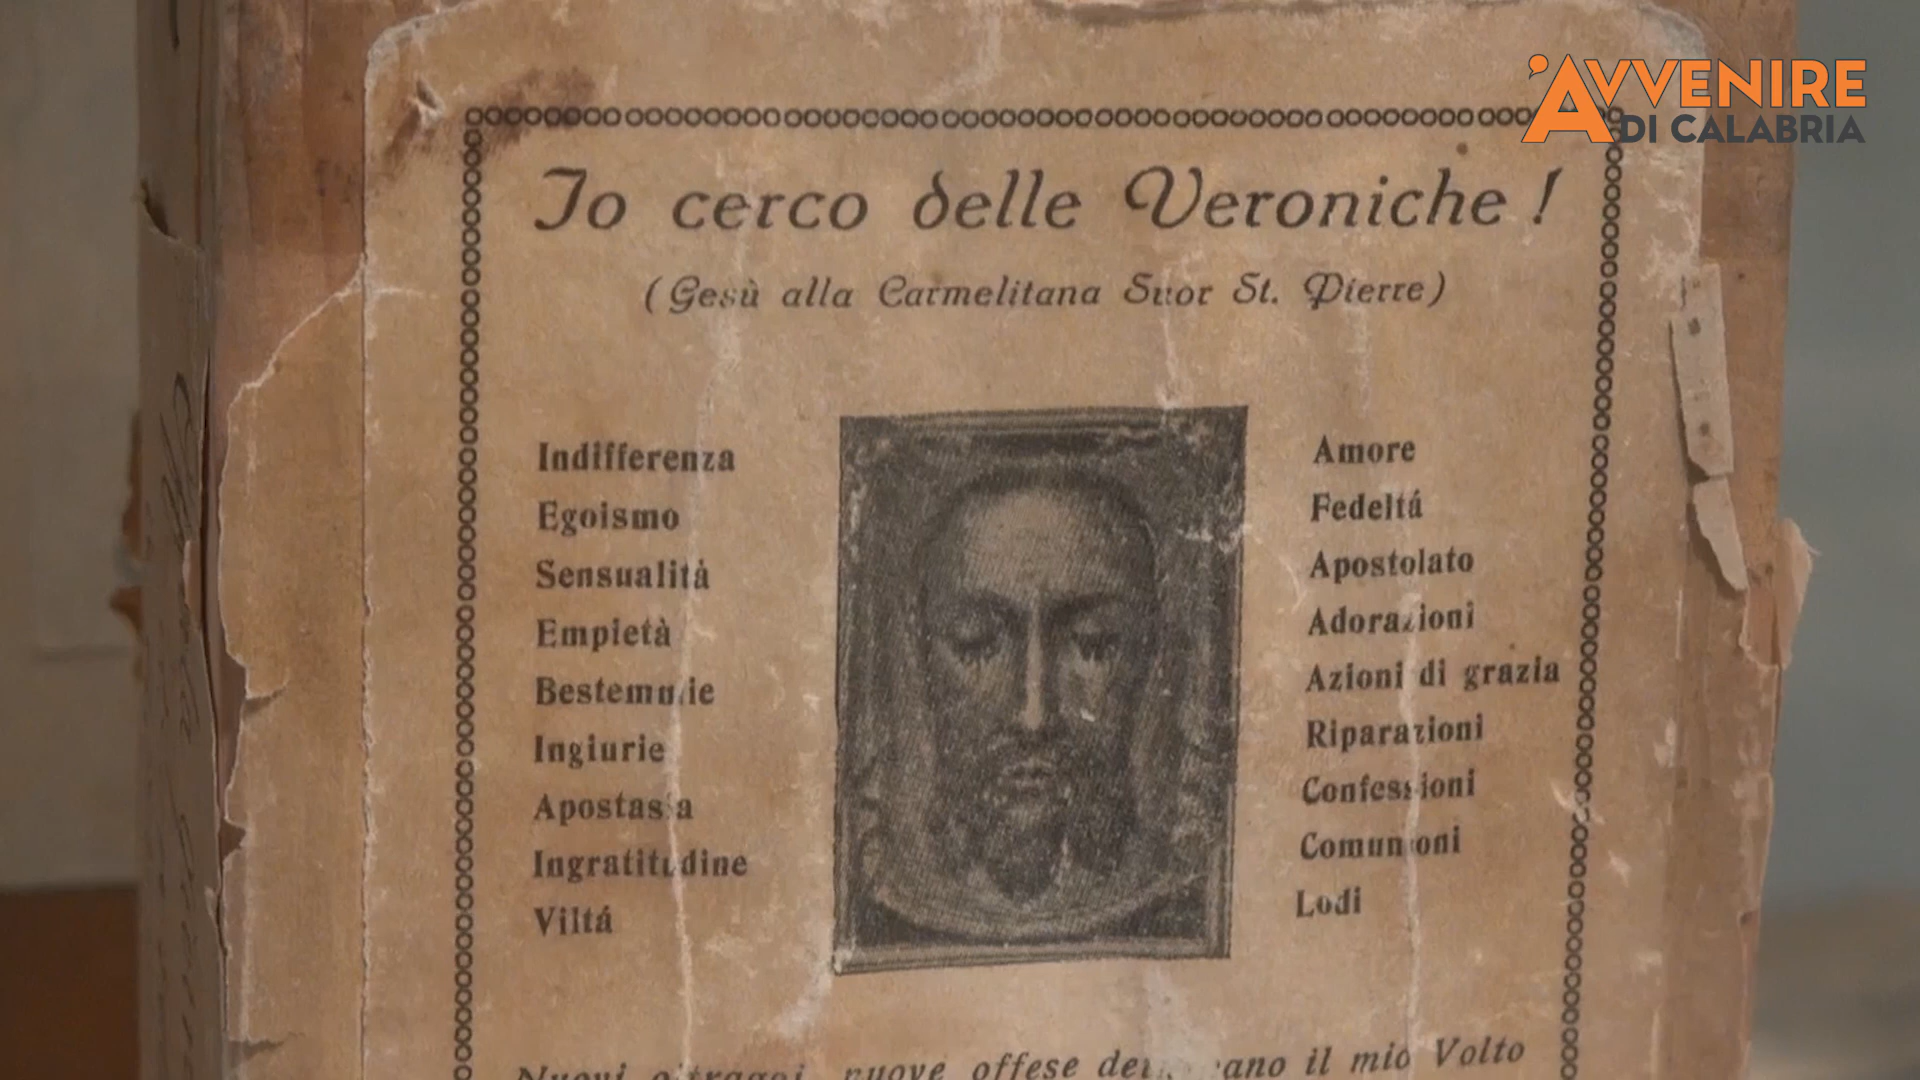 'AVVENIRE
DI CALABRIA
Io cerco delle Veroniche !
(Gesù alla Carmelitana Suor St. Pierre)
Indifferenza
Egoismo
Sensualità
Empietà
Bestemmie
Ingiurie
Apostasia
Ingratitudine
Viltá
Amore
Fedeltá
Apostolato
Adorazioni
Azioni di grazia
Riparazioni
Confessioni
Comunioni
Lodi
Nuovi oltraggi, nuove offese il mio Volto